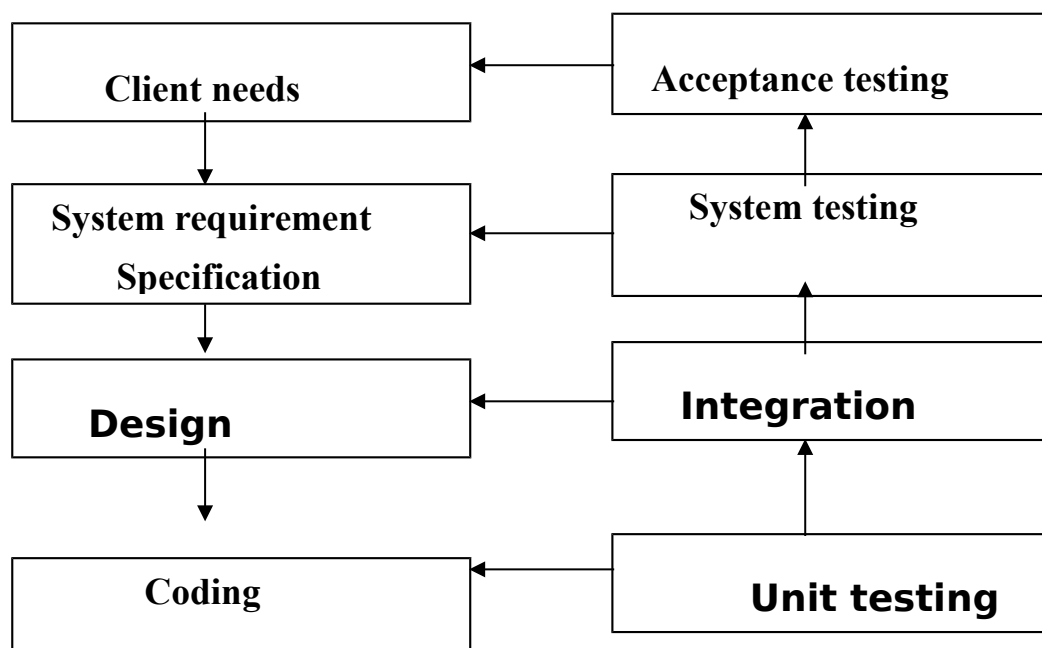 Client needs
Acceptance testing
System requirement
Specification
System testing
Design
Integration
Coding
Unit testing